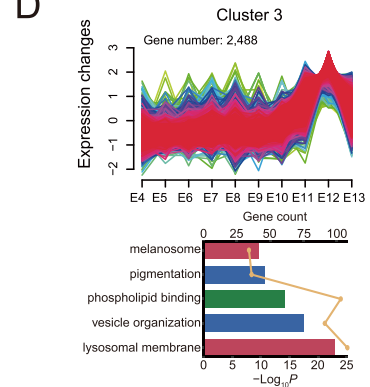 D
Cluster 3
Gene number: 2,488
Expression changes
3
2
1
0
−1
−2
E4 E5 E6 E7 E8 E9 E10 E11 E12 E13
Gene count
0 25 50 75 100
melanosome
pigmentation
phospholipid binding
vesicle organization
lysosomal membrane
0 5 10 15 20 25
−Log10P